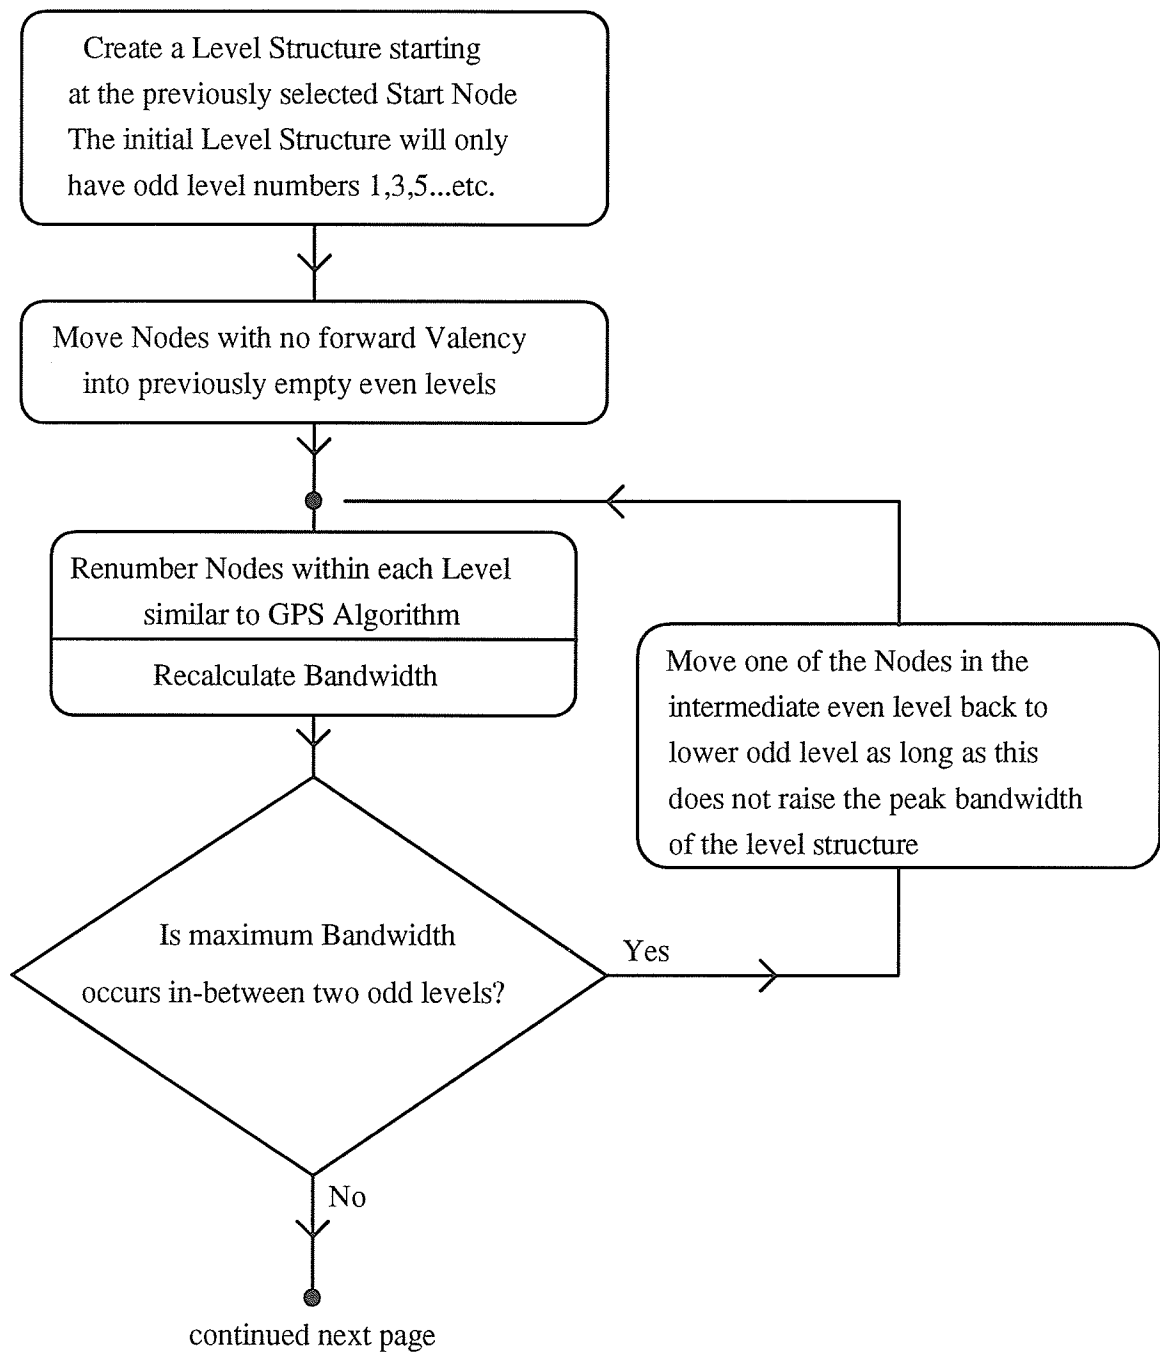 Create a Level Structure starting
at the previously selected Start Node
The initial Level Structure will only
have odd level numbers 1,3,5...etc.
Move Nodes with no forward Valency
into previously empty even levels
Renumber Nodes within each Level
similar to GPS Algorithm
Recalculate Bandwidth
Move one of the Nodes in the
intermediate even level back to
lower odd level as long as this
does not raise the peak bandwidth
of the level structure
Is maximum Bandwidth
occurs in-between two odd levels?
Yes
No
continued next page